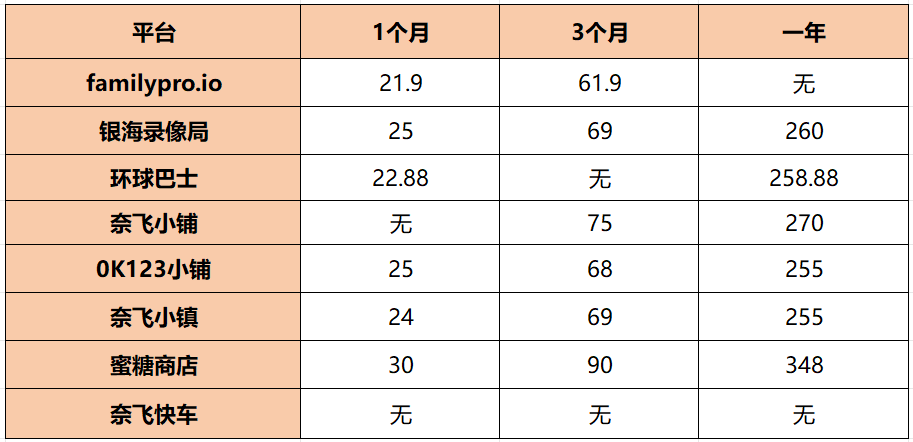 平台 1个月 3个月 一年
familypro.io 21.9 61.9 无
银海录像局 25 69 260
环球巴士 22.88 无 258.88
奈飞小铺 无 75 270
0K123小铺 25 68 255
奈飞小镇 24 69 255
蜜糖商店 30 90 348
奈飞快车 无 无 无